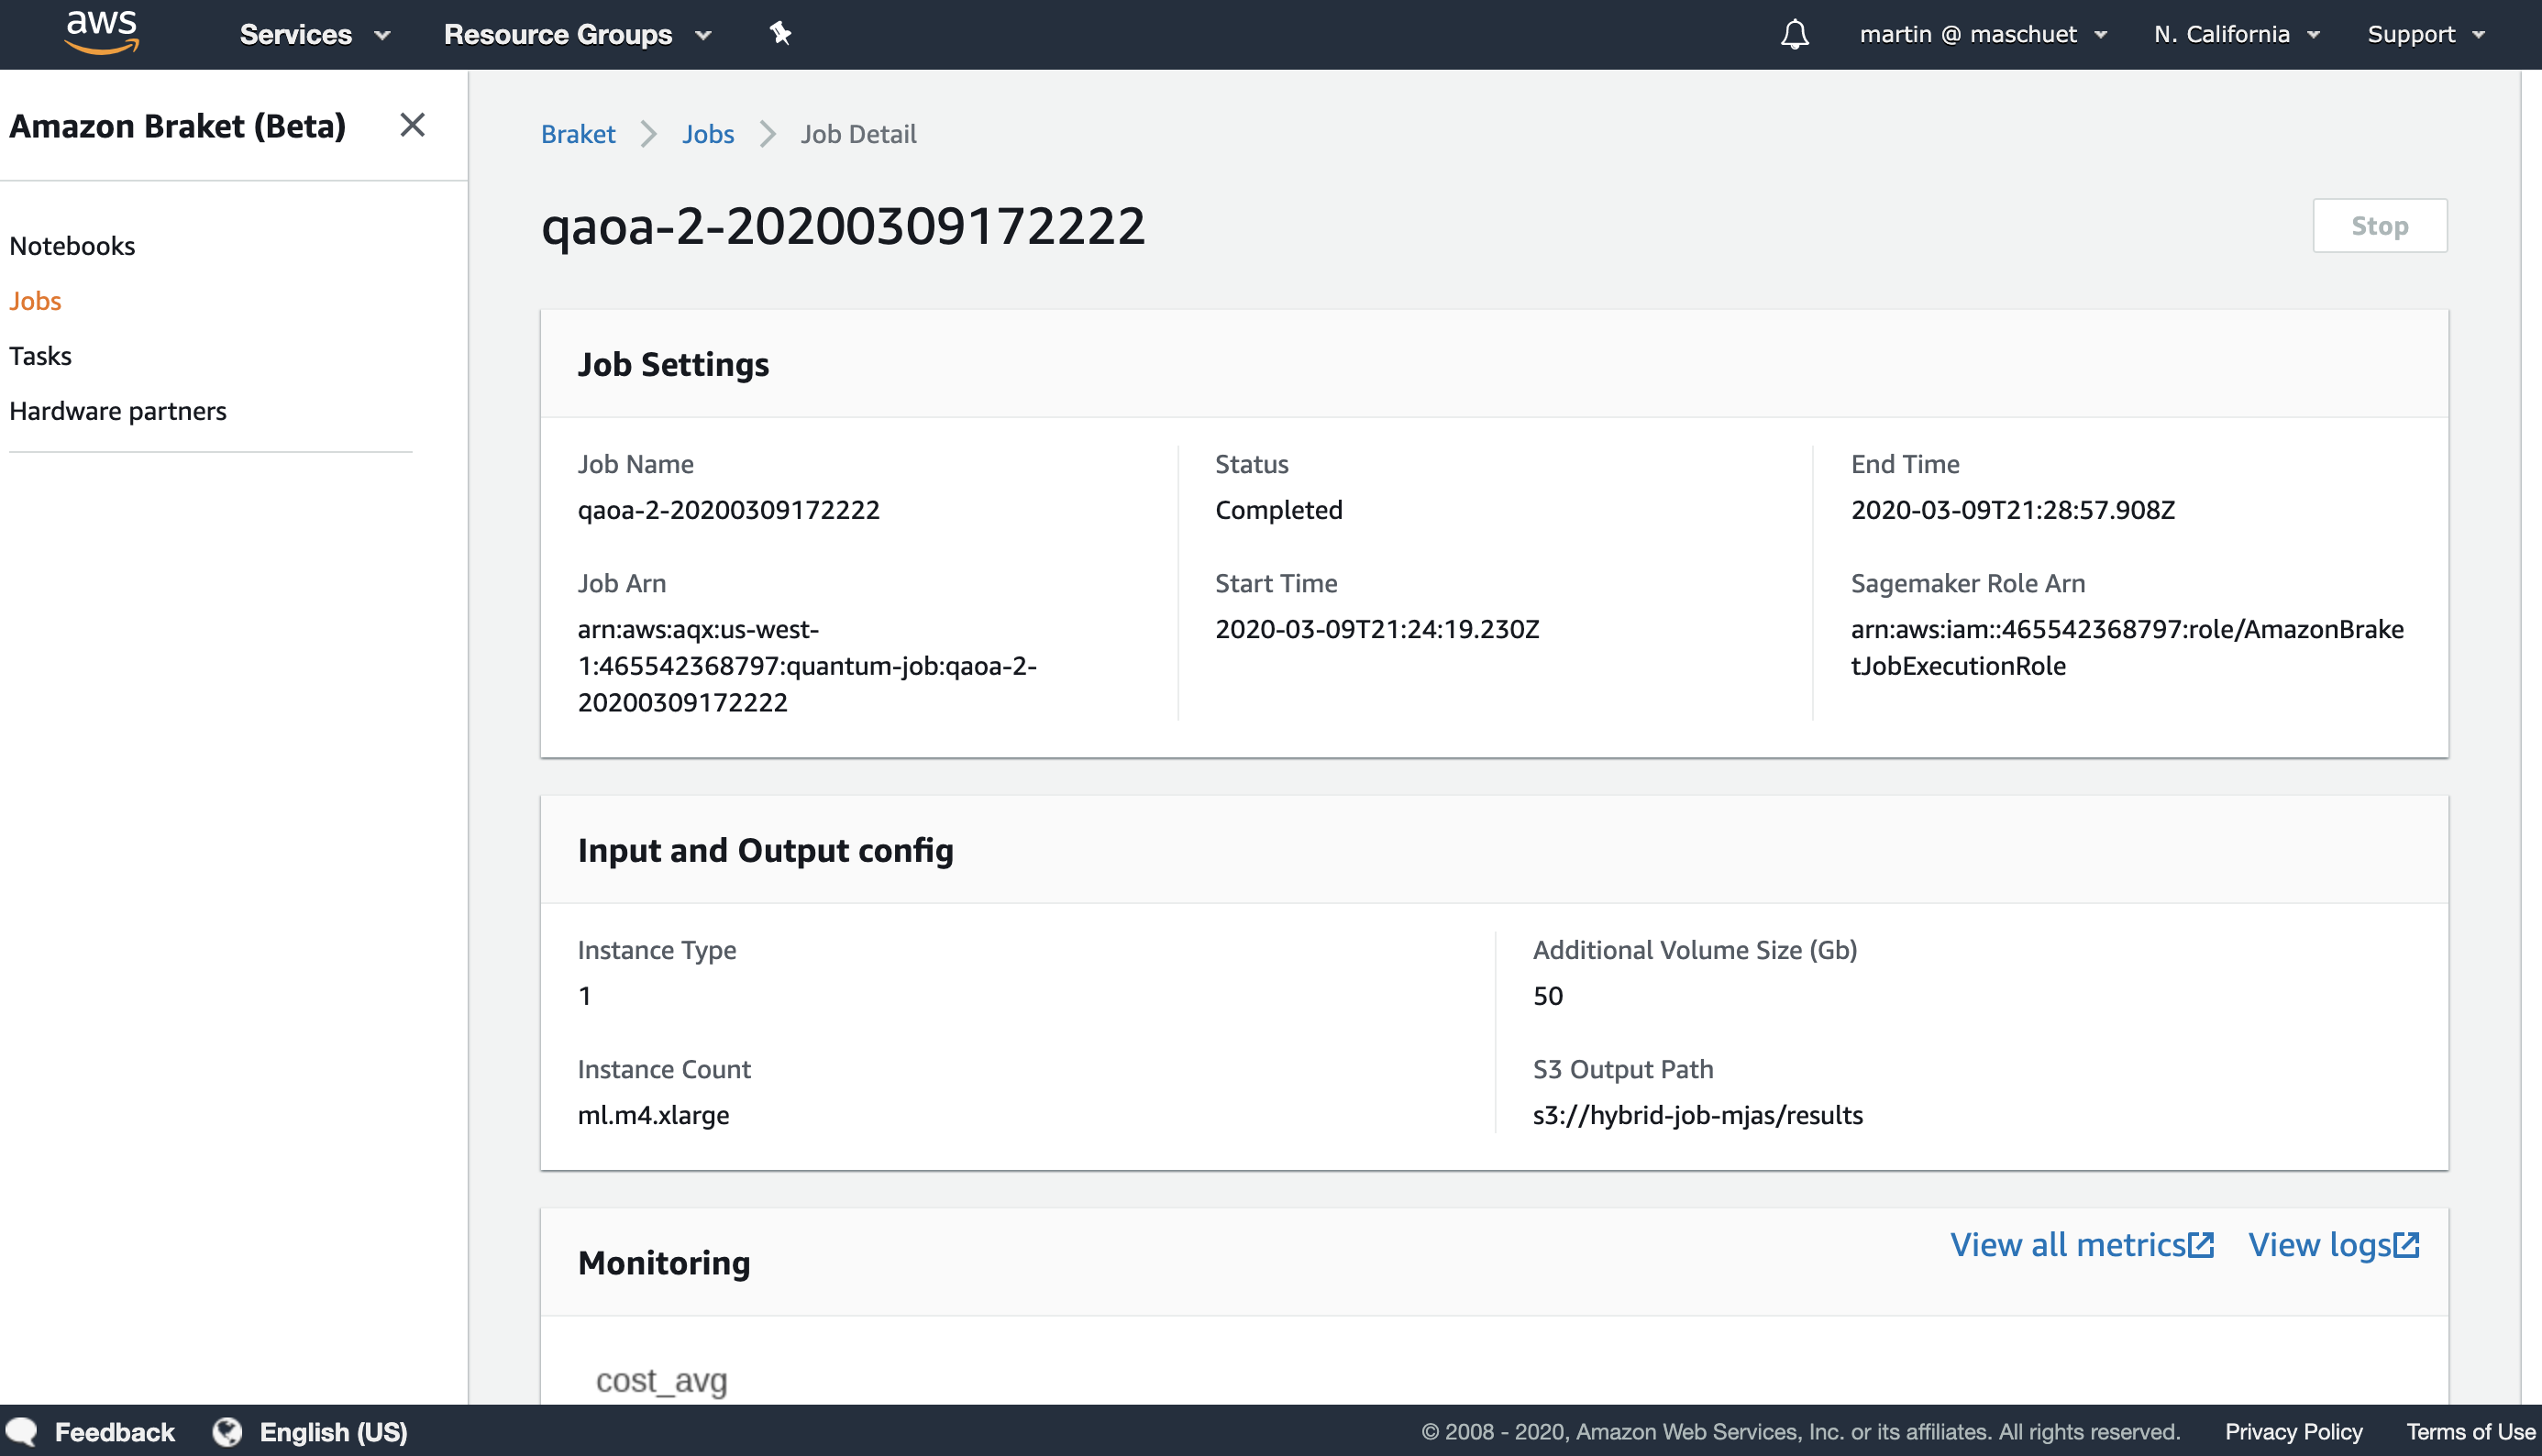 aws Services Resource Groups martin @ maschuet N. California Support
Amazon Braket (Beta)
Notebooks
Jobs
Tasks
Hardware partners
Braket Jobs Job Detail
qaoa-2-20200309172222
Stop
Job Settings
Job Name
qaoa-2-20200309172222
Job Arn
arn:aws:aqx:us-west-
1:465542368797:quantum-job:qaoa-2-
20200309172222
Status
Completed
Start Time
2020-03-09T21:24:19.230Z
End Time
2020-03-09T21:28:57.908Z
Sagemaker Role Arn
arn:aws:iam::465542368797:role/AmazonBrake
tJobExecutionRole
Input and Output config
Instance Type
1
Instance Count
ml.m4.xlarge
Additional Volume Size (Gb)
50
S3 Output Path
s3://hybrid-job-mjas/results
Monitoring
View all metrics View logs
cost_avg
Feedback English (US) © 2008 - 2020, Amazon Web Services, Inc. or its affiliates. All rights reserved. Privacy Policy Terms of Use